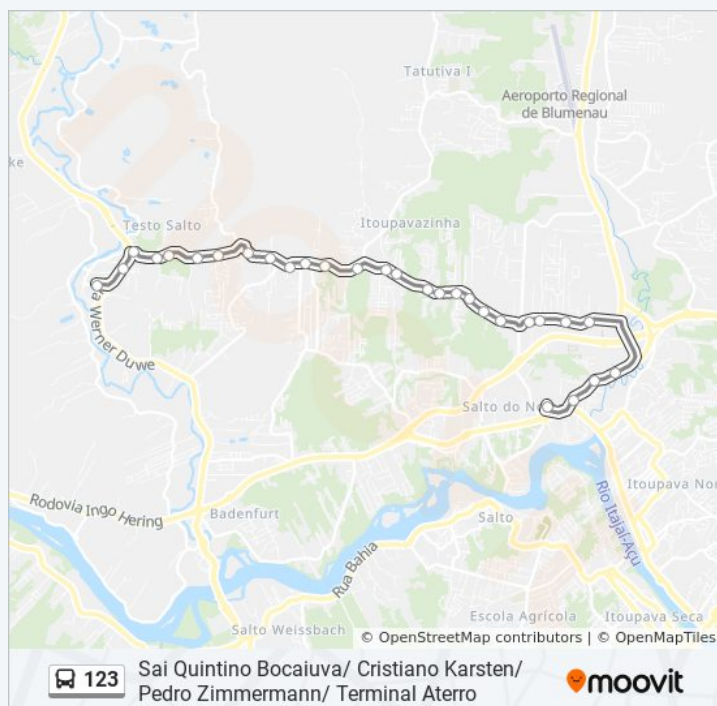 Tatutiva I
Aeroporto Regional
de Blumenau
ke
Testo Salto
Itoupavazinha
a Werner Duwe
Salto do No
Rodovia Ingo Hering
Badenfurt
Salto
Itoupava Nor
Rio Itajaí-Açu
Rua Bahia
Escola Agrícola
Itoupava Seca
Salto Weissbach
© OpenStreetMap contributors | © OpenMapTiles
123
Sai Quintino Bocaiuva/ Cristiano Karsten/
Pedro Zimmermann/ Terminal Aterro
moovit